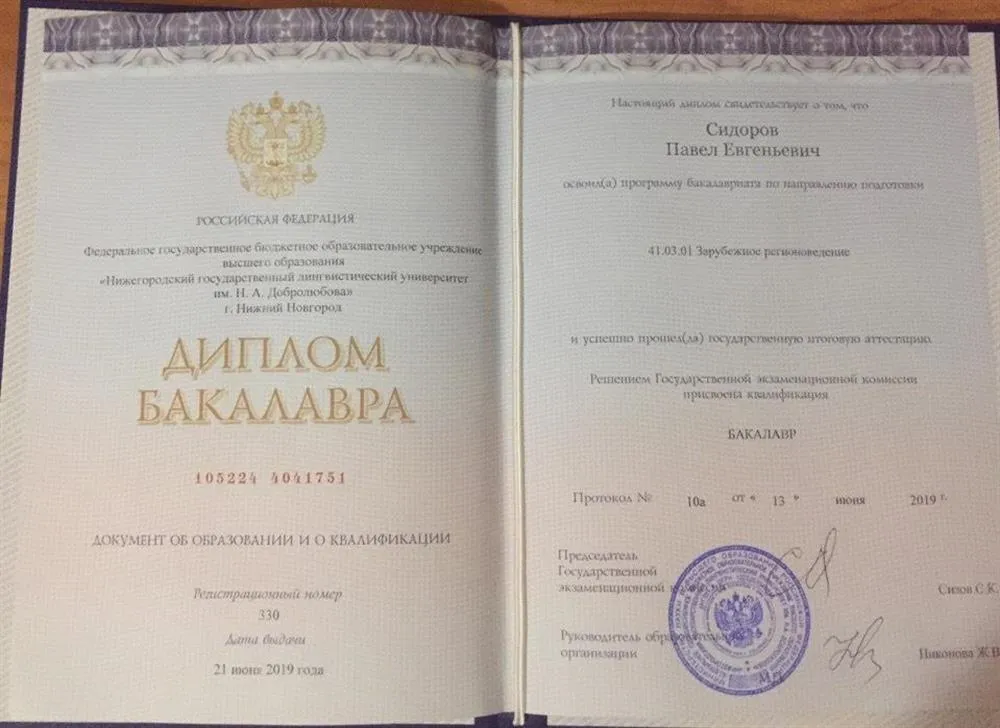 РОССИЙСКАЯ ФЕДЕРАЦИЯ
Федеральное государственное бюджетное образовательное учреждение
высшего образования
«Нижегородский государственный лингвистический университет
им. Н. А. Добролюбова»
г. Нижний Новгород
ДИПЛОМ
БАКАЛАВРА
105224 4041751
ДОКУМЕНТ ОБ ОБРАЗОВАНИИ И О КВАЛИФИКАЦИИ
Регистрационный номер
330
Дата выдачи
21 июня 2019 года
Настоящий диплом свидетельствует о том, что
Сидоров
Павел Евгеньевич
освоил(а) программу бакалавриата по направлению подготовки
41.03.01 Зарубежное регионоведение
и успешно прошел(ла) государственную итоговую аттестацию
Решением Государственной экзаменационной комиссии
присвоена квалификация
БАКАЛАВР
Протокол № 10а от « 13 » июня 2019 г.
Председатель
Государственной
экзаменационной комиссии
Сизов С.К.
Руководитель образовательной
организации
Никонова Ж.В
М.П.